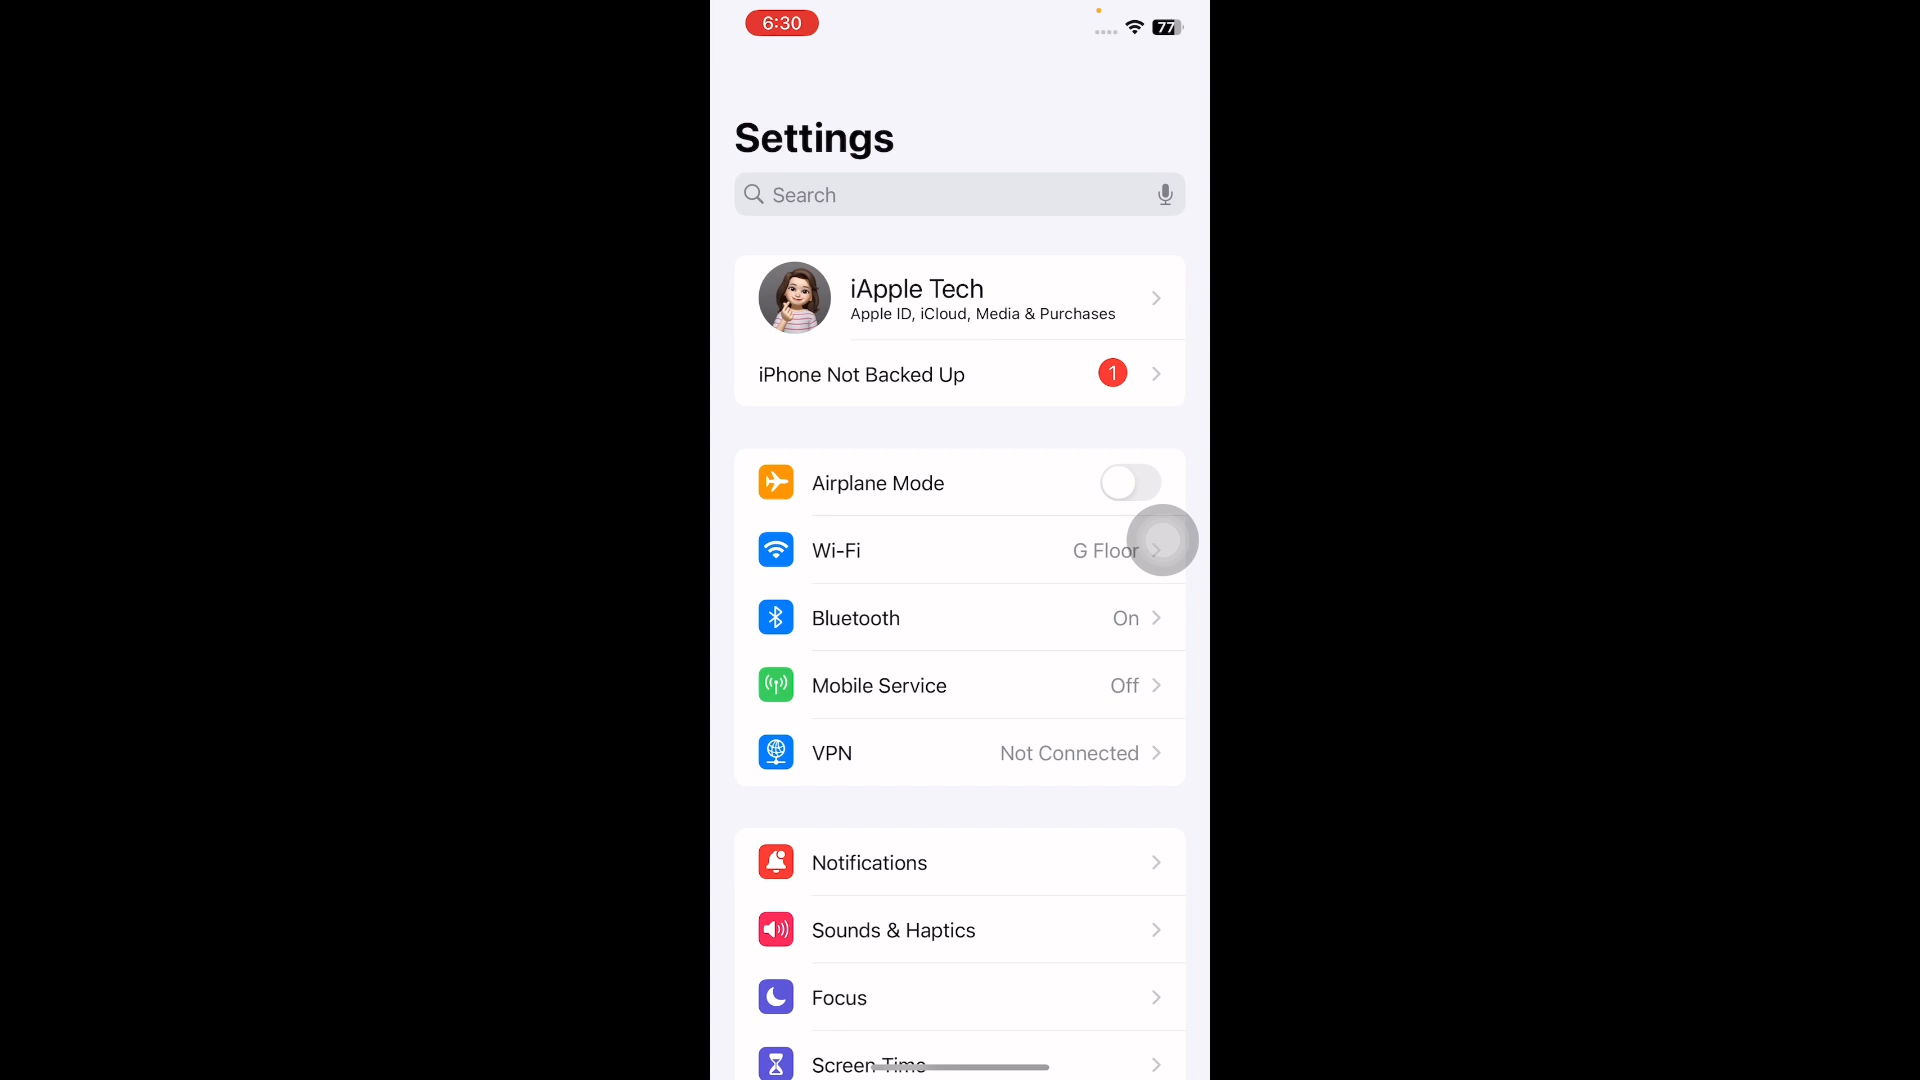 6:30
77
Settings
Search
iApple Tech
Apple ID, iCloud, Media & Purchases
iPhone Not Backed Up 1
Airplane Mode
Wi-Fi G Floor
Bluetooth On
Mobile Service Off
VPN Not Connected
Notifications
Sounds & Haptics
Focus
Screen Time